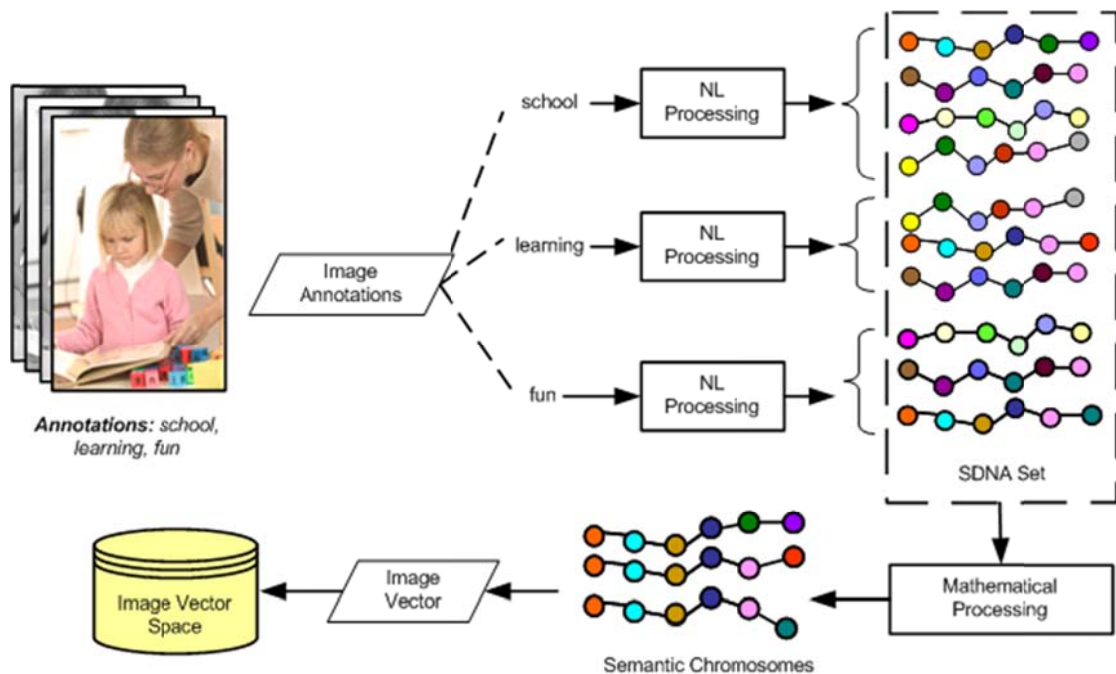 school
NL
Processing
learning
NL
Processing
fun
NL
Processing
Image
Annotations
Annotations: school,
learning, fun
SDNA Set
Mathematical
Processing
Semantic Chromosomes
Image
Vector
Image Vector
Space